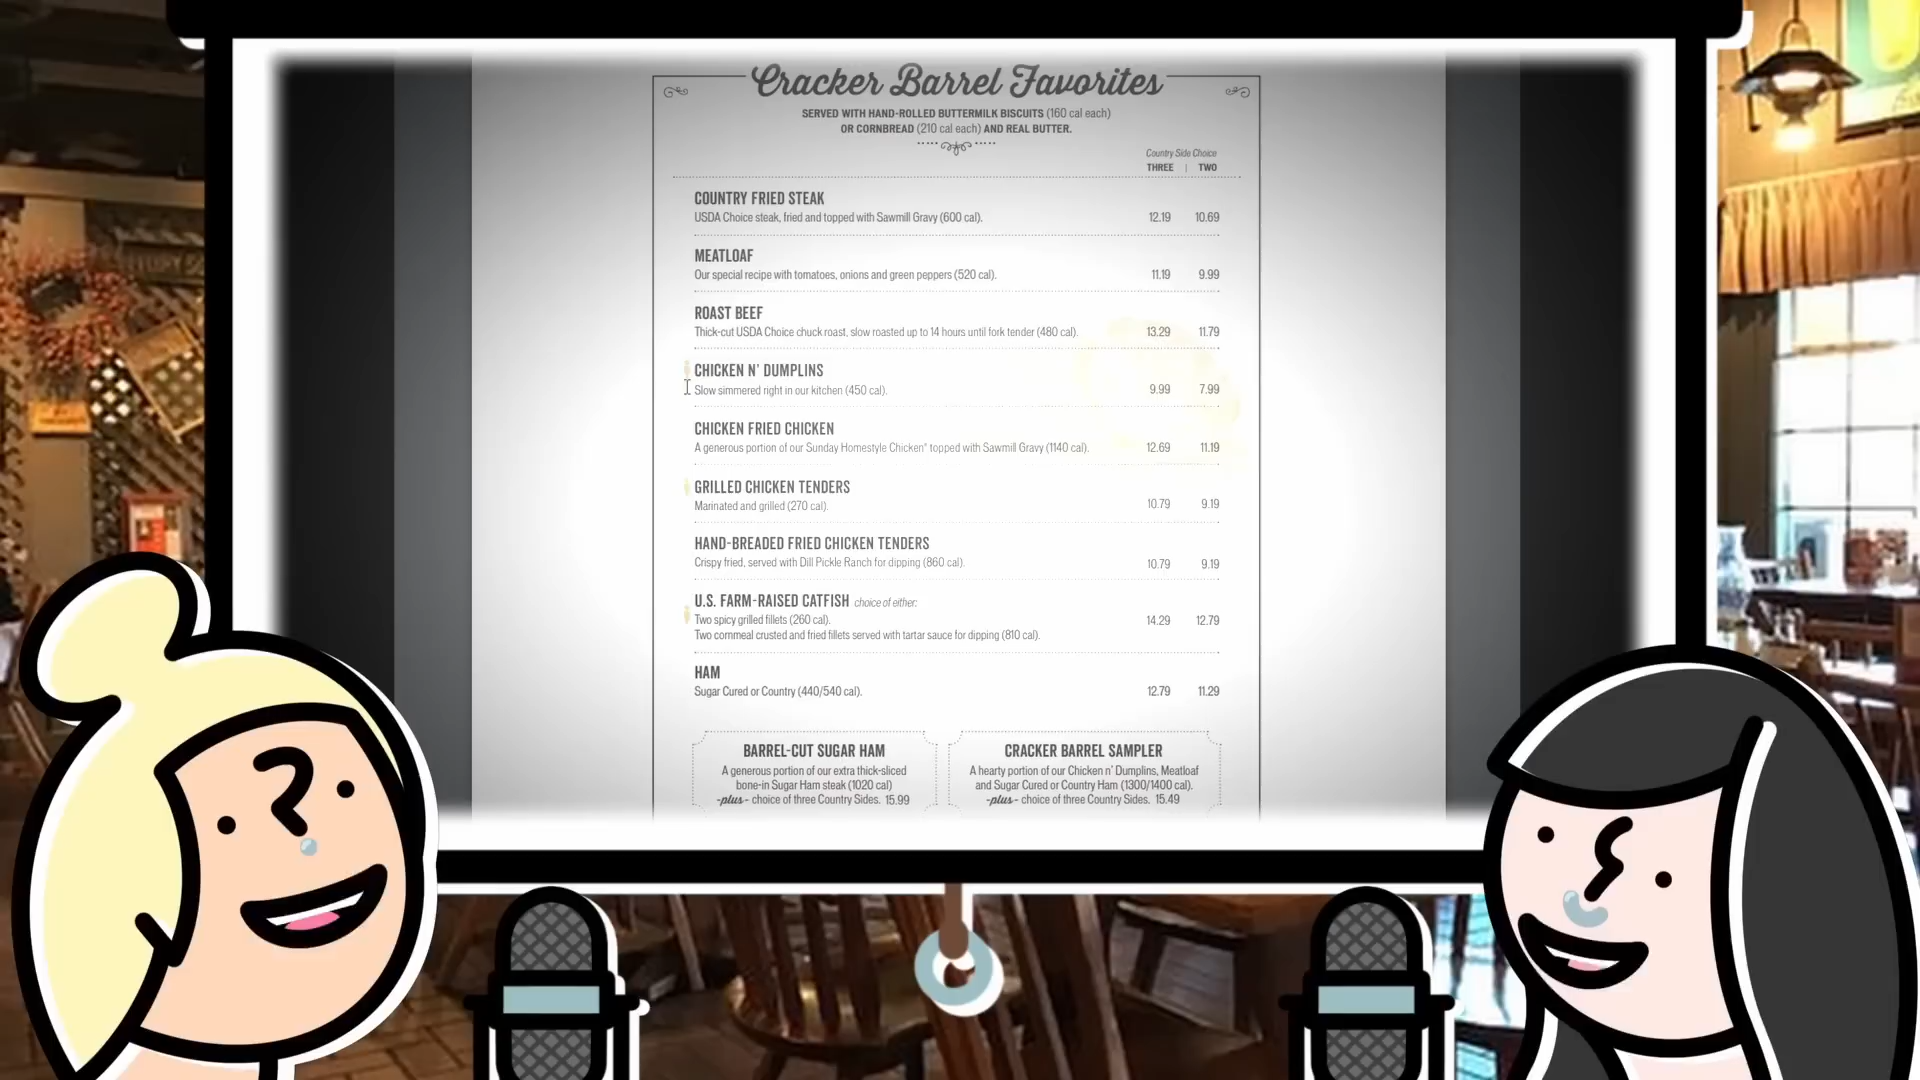 Cracker Barrel Favorites
SERVED WITH HAND-ROLLED BUTTERMILK BISCUITS (160 cal each)
OR CORNBREAD (210 cal each) AND REAL BUTTER.
Country Side Choice
THREE | TWO
COUNTRY FRIED STEAK
USDA Choice steak, fried and topped with Sawmill Gravy (600 cal). 12.19 10.69
MEATLOAF
Our special recipe with tomatoes, onions and green peppers (520 cal). 11.19 9.99
ROAST BEEF
Thick-cut USDA Choice chuck roast, slow roasted up to 14 hours until fork tender (480 cal). 13.29 11.79
CHICKEN N' DUMPLINS
Slow simmered right in our kitchen (450 cal). 9.99 7.99
CHICKEN FRIED CHICKEN
A generous portion of our Sunday Homestyle Chicken® topped with Sawmill Gravy (1140 cal). 12.69 11.19
GRILLED CHICKEN TENDERS
Marinated and grilled (270 cal). 10.79 9.19
HAND-BREADED FRIED CHICKEN TENDERS
Crispy fried, served with Dill Pickle Ranch for dipping (860 cal). 10.79 9.19
U.S. FARM-RAISED CATFISH choice of either:
Two spicy grilled fillets (260 cal). 14.29 12.79
Two cornmeal crusted and fried fillets served with tartar sauce for dipping (810 cal).
HAM
Sugar Cured or Country (440/540 cal). 12.79 11.29
BARREL-CUT SUGAR HAM
A generous portion of our extra thick-sliced
bone-in Sugar Ham steak (1020 cal)
-plus- choice of three Country Sides. 15.99
CRACKER BARREL SAMPLER
A hearty portion of our Chicken n' Dumplins, Meatloaf
and Sugar Cured or Country Ham (1300/1400 cal).
-plus- choice of three Country Sides. 15.49